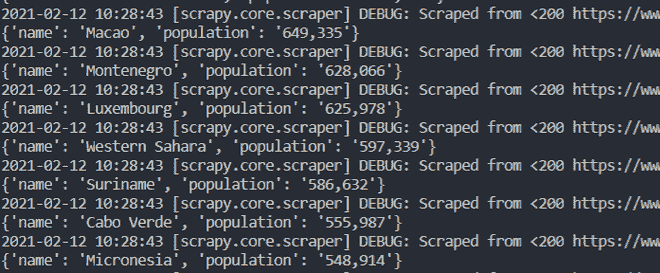 2021-02-12 10:28:43 [scrapy.core.scraper] DEBUG: Scraped from <200 https://www
{'name': 'Macao', 'population': '649,335'}
2021-02-12 10:28:43 [scrapy.core.scraper] DEBUG: Scraped from <200 https://www
{'name': 'Montenegro', 'population': '628,066'}
2021-02-12 10:28:43 [scrapy.core.scraper] DEBUG: Scraped from <200 https://www
{'name': 'Luxembourg', 'population': '625,978'}
2021-02-12 10:28:43 [scrapy.core.scraper] DEBUG: Scraped from <200 https://www
{'name': 'Western Sahara', 'population': '597,339'}
2021-02-12 10:28:43 [scrapy.core.scraper] DEBUG: Scraped from <200 https://www
{'name': 'Suriname', 'population': '586,632'}
2021-02-12 10:28:43 [scrapy.core.scraper] DEBUG: Scraped from <200 https://www
{'name': 'Cabo Verde', 'population': '555,987'}
2021-02-12 10:28:43 [scrapy.core.scraper] DEBUG: Scraped from <200 https://www
{'name': 'Micronesia', 'population': '548,914'}